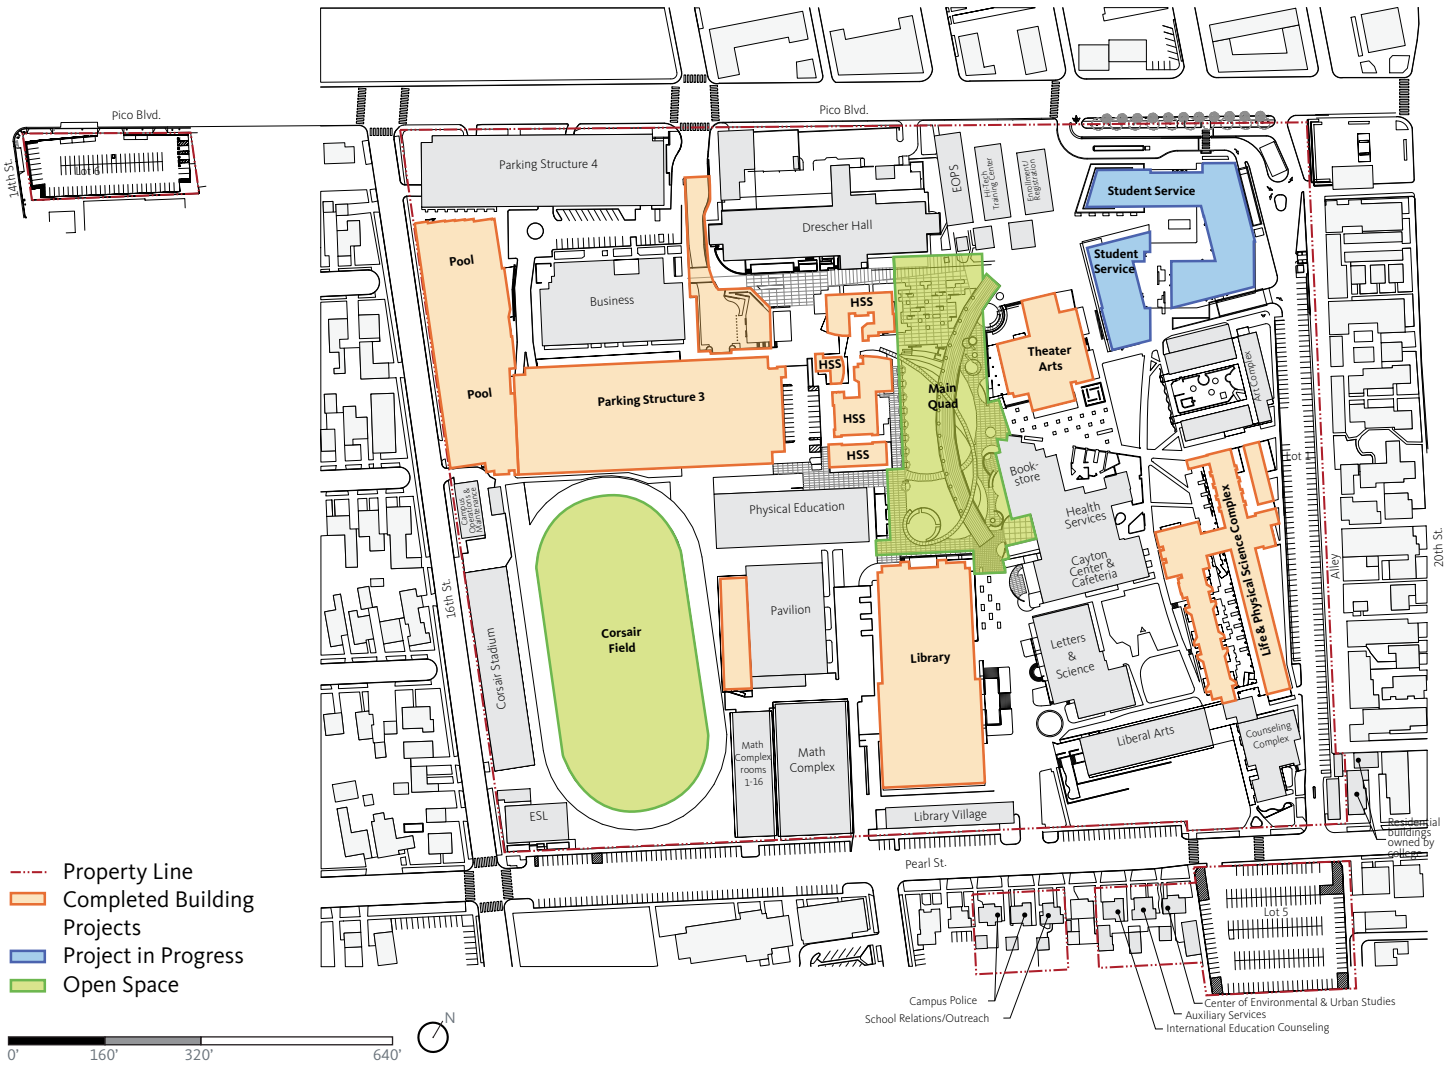 Pico Blvd.
Pico Blvd.
14th St.
Lot 6
Parking Structure 4
EOPS
Hi-Tech
Training Center
Enrollment/
Registration
Student Service
Drescher Hall
Student
Service
Pool
Business
HSS
Theater
Arts
HSS
Art Complex
Main
Quad
Pool
Parking Structure 3
HSS
HSS
Lot 1
Book-
store
Campus
Operations &
Maintenance
Physical Education
Health
Services
Life & Physical Science Complex
20th St.
Alley
Cayton
Center &
Cafeteria
16th St.
Pavilion
Corsair
Field
Letters
&
Science
Library
Corsair Stadium
Liberal Arts
Counseling
Complex
Math
Complex
rooms
1-16
Math
Complex
ESL
Library Village
Residential
buildings
owned by
college
Pearl St.
Property Line
Completed Building
Projects
Project in Progress
Open Space
Lot 5
Campus Police
School Relations/Outreach
Center of Environmental & Urban Studies
Auxiliary Services
International Education Counseling
N
0'
160'
320'
640'